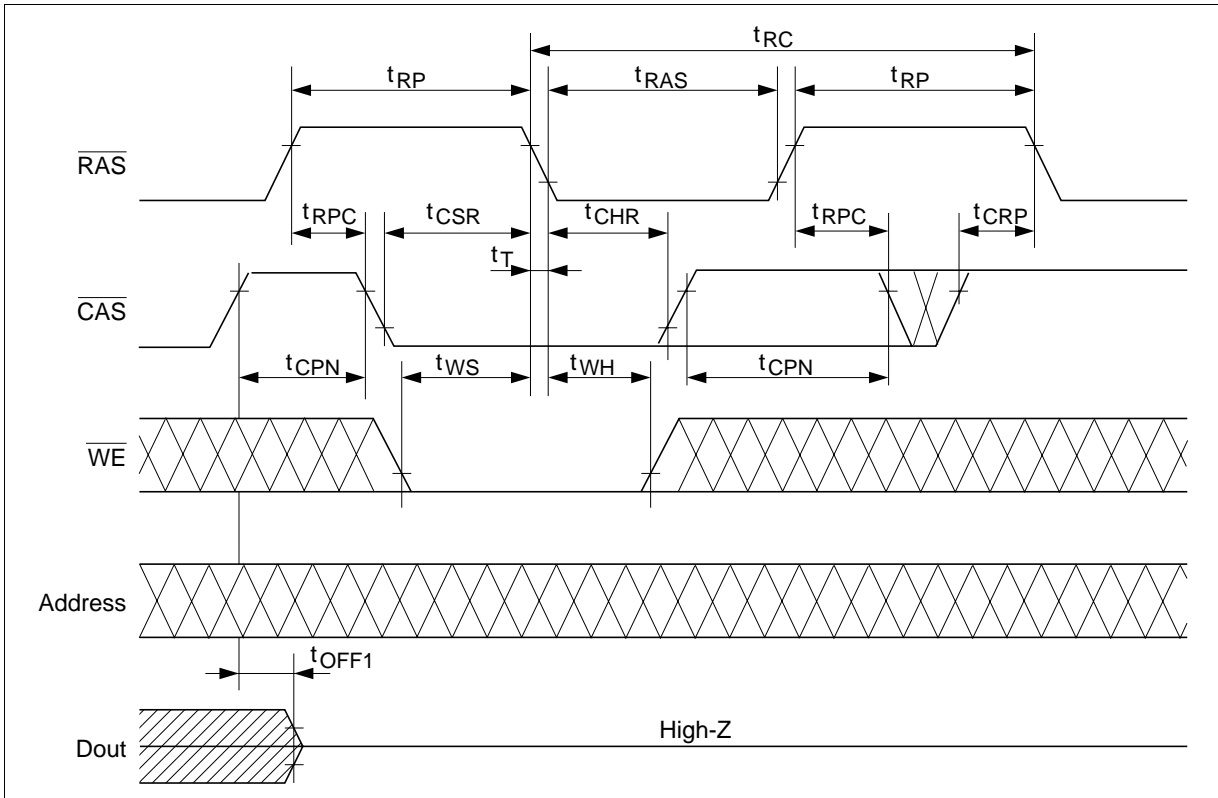 tRC
tRP
tRAS
tRP
RAS
tRPC
tCSR
tCHR
tRPC
tCRP
tT
CAS
tCPN
tWS
tWH
tCPN
WE
Address
tOFF1
High-Z
Dout